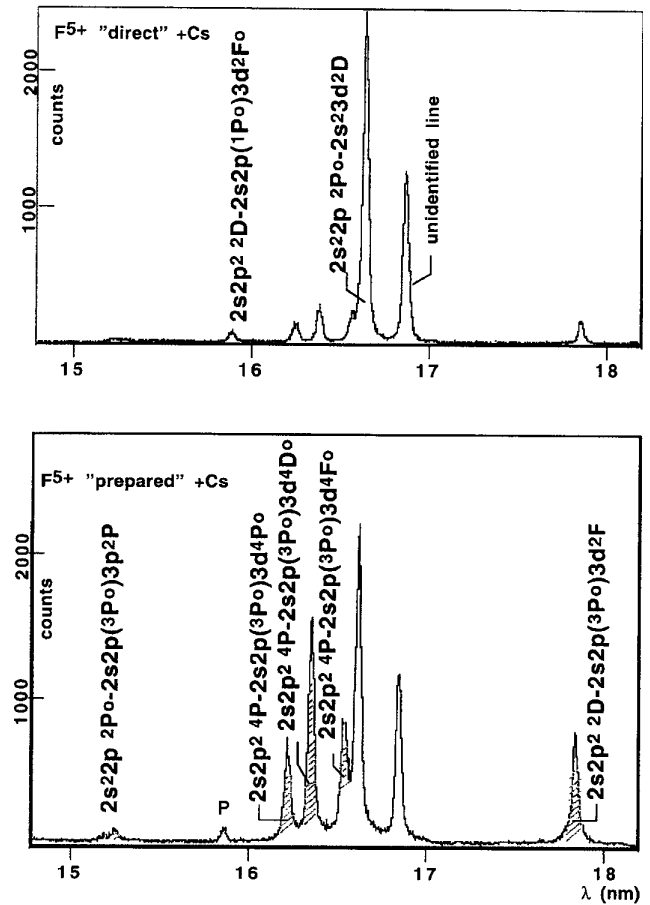 F⁵⁺ "direct" +Cs
counts
2000
1000
2s2p² ²D-2s2p(¹Pᵒ)3d²Fᵒ
2s²2p ²Pᵒ-2s²3d²D
unidentified line
15 16 17 18
F⁵⁺ "prepared" +Cs
counts
2000
1000
2s²2p ²Pᵒ-2s2p(³Pᵒ)3p²P
P
2s2p² ⁴P-2s2p(³Pᵒ)3d⁴Pᵒ
2s2p² ⁴P-2s2p(³Pᵒ)3d⁴Dᵒ
2s2p² ⁴P-2s2p(³Pᵒ)3d⁴Fᵒ
2s2p² ²D-2s2p(³Pᵒ)3d²F
15 16 17 18
λ (nm)